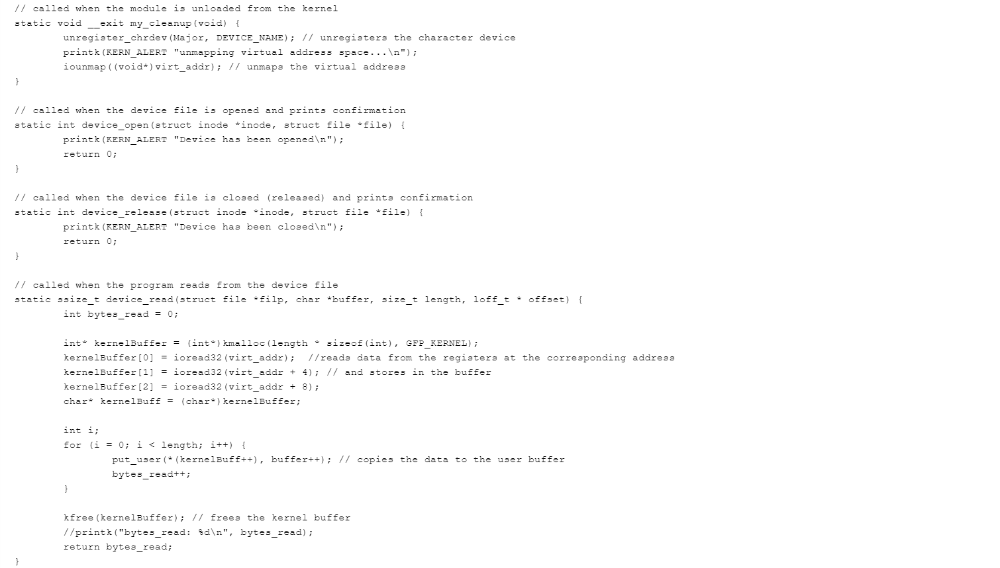 // called when the module is unloaded from the kernel
static void __exit my_cleanup(void) {
unregister_chrdev(Major, DEVICE_NAME); // unregisters the character device
printk(KERN_ALERT "unmapping virtual address space...\n");
iounmap((void*)virt_addr); // unmaps the virtual address
}
// called when the device file is opened and prints confirmation
static int device_open(struct inode *inode, struct file *file) {
printk(KERN_ALERT "Device has been opened\n");
return 0;
}
// called when the device file is closed (released) and prints confirmation
static int device_release(struct inode *inode, struct file *file) {
printk(KERN_ALERT "Device has been closed\n");
return 0;
}
// called when the program reads from the device file
static ssize_t device_read(struct file *filp, char *buffer, size_t length, loff_t * offset) {
int bytes_read = 0;
int* kernelBuffer = (int*)kmalloc(length * sizeof(int), GFP_KERNEL);
kernelBuffer[0] = ioread32(virt_addr);  //reads data from the registers at the corresponding address
kernelBuffer[1] = ioread32(virt_addr + 4); // and stores in the buffer
kernelBuffer[2] = ioread32(virt_addr + 8);
char* kernelBuff = (char*)kernelBuffer;
int i;
for (i = 0; i < length; i++) {
put_user(*(kernelBuff++), buffer++); // copies the data to the user buffer
bytes_read++;
}
kfree(kernelBuffer); // frees the kernel buffer
//printk("bytes_read: %d\n", bytes_read);
return bytes_read;
}